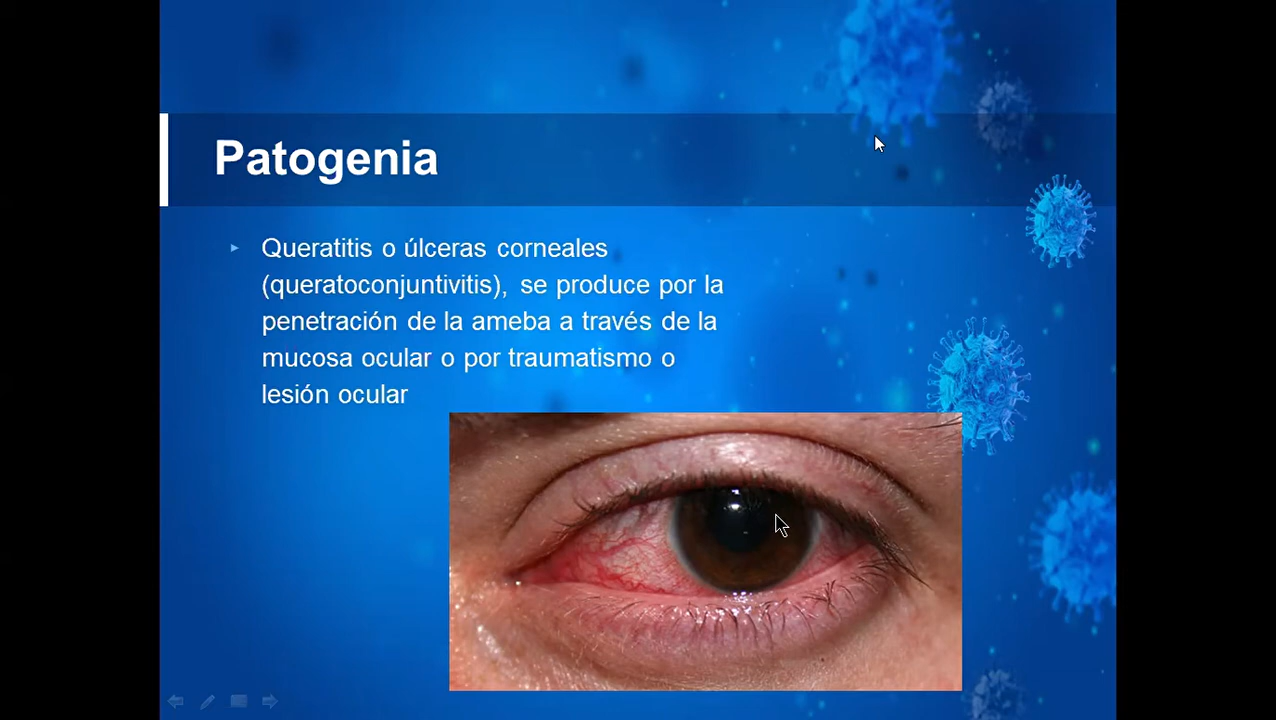 Patogenia
Queratitis o úlceras corneales
(queratoconjuntivitis), se produce por la
penetración de la ameba a través de la
mucosa ocular o por traumatismo o
lesión ocular